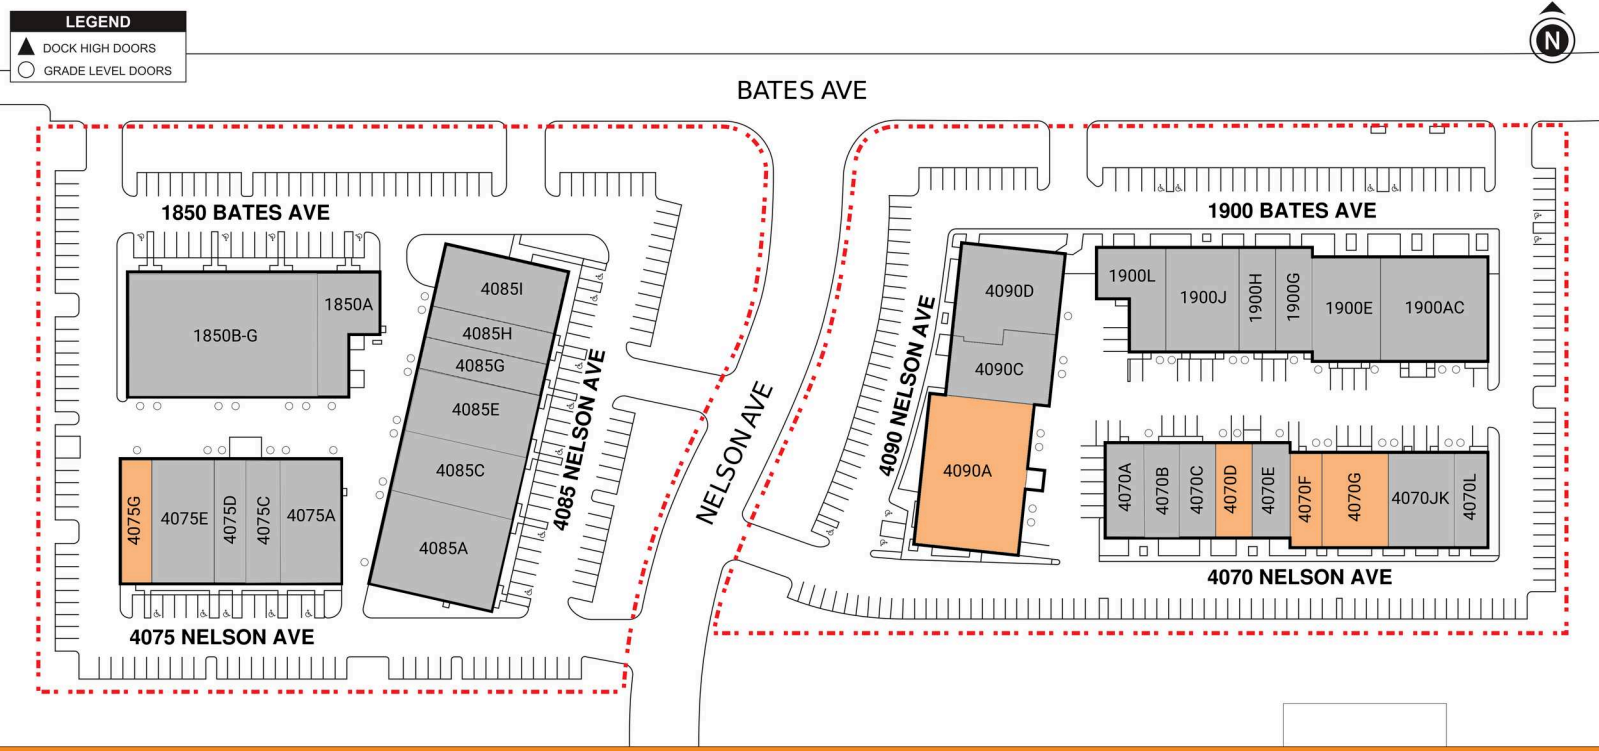 LEGEND
DOCK HIGH DOORS
GRADE LEVEL DOORS
N
BATES AVE
1850 BATES AVE
1850B-G
1850A
4085I
4085H
4085G
4085E
4085C
4085A
4085 NELSON AVE
4075G
4075E
4075D
4075C
4075A
4075 NELSON AVE
NELSON AVE
4090 NELSON AVE
4090D
4090C
4090A
1900 BATES AVE
1900L
1900J
1900H
1900G
1900E
1900AC
4070A
4070B
4070C
4070D
4070E
4070F
4070G
4070JK
4070L
4070 NELSON AVE